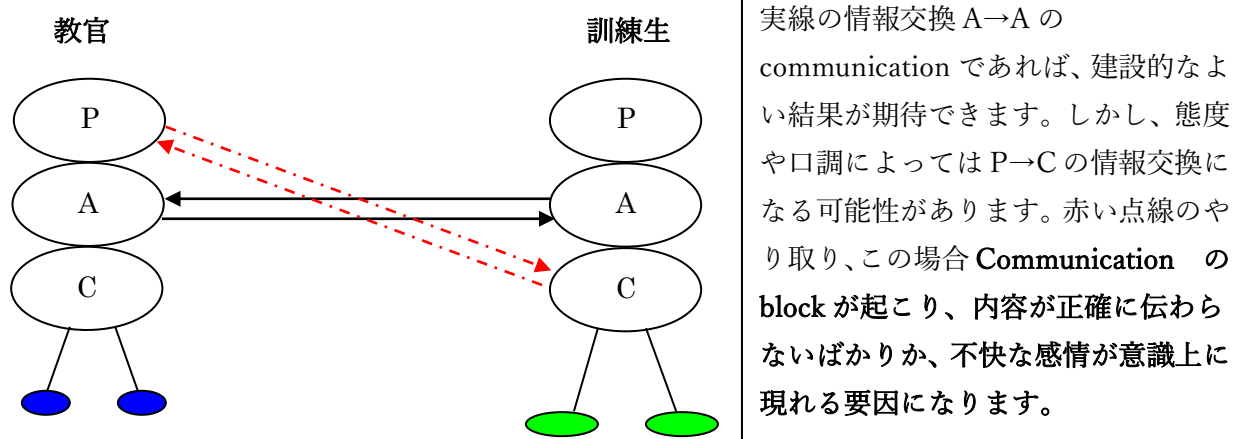 教官
訓練生
P
P
A
A
C
C
実線の情報交換 A→A の
communication であれば、建設的なよ
い結果が期待できます。しかし、態度
や口調によっては P→C の情報交換に
なる可能性があります。赤い点線のや
り取り、この場合 Communication の
block が起こり、内容が正確に伝わら
ないばかりか、不快な感情が意識上に
現れる要因になります。